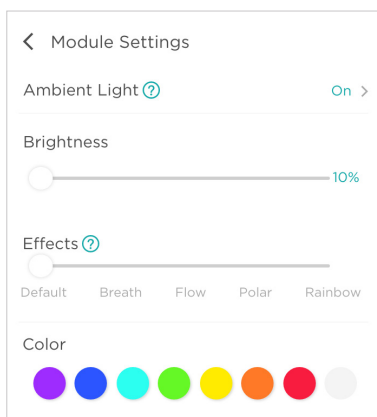 Module Settings
Ambient Light ? On >
Brightness
10%
Effects ?
Default Breath Flow Polar Rainbow
Color